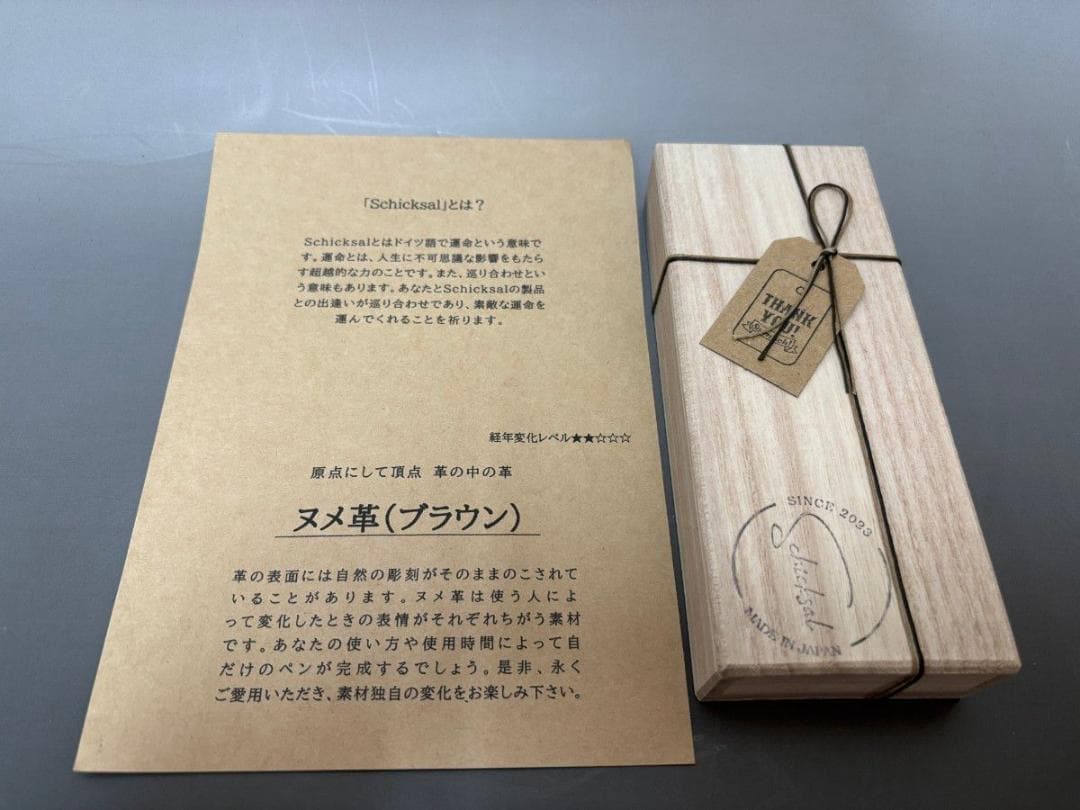 「Schicksal」とは？
Schicksalとはドイツ語で運命という意味で
す。運命とは、人生に不可思議な影響をもたら
す超越的な力のことです。また、巡り合わせとい
う意味もあります。あなたとSchicksalの製品
との出逢いが巡り合わせであり、素敵な運命を
運んでくれることを祈ります。
経年変化レベル★★☆☆☆
原点にして頂点 革の中の革
ヌメ革(ブラウン)
革の表面には自然の彫刻がそのままのこされて
いることがあります。ヌメ革は使う人によ
って変化したときの表情がそれぞれちがう素材
です。あなたの使い方や使用時間によって自
だけのペンが完成するでしょう。是非、永く
ご愛用いただき、素材独自の変化をお楽しみ下さい。
THANK
YOU!
SINCE 2023
Schicksal
MADE IN JAPAN